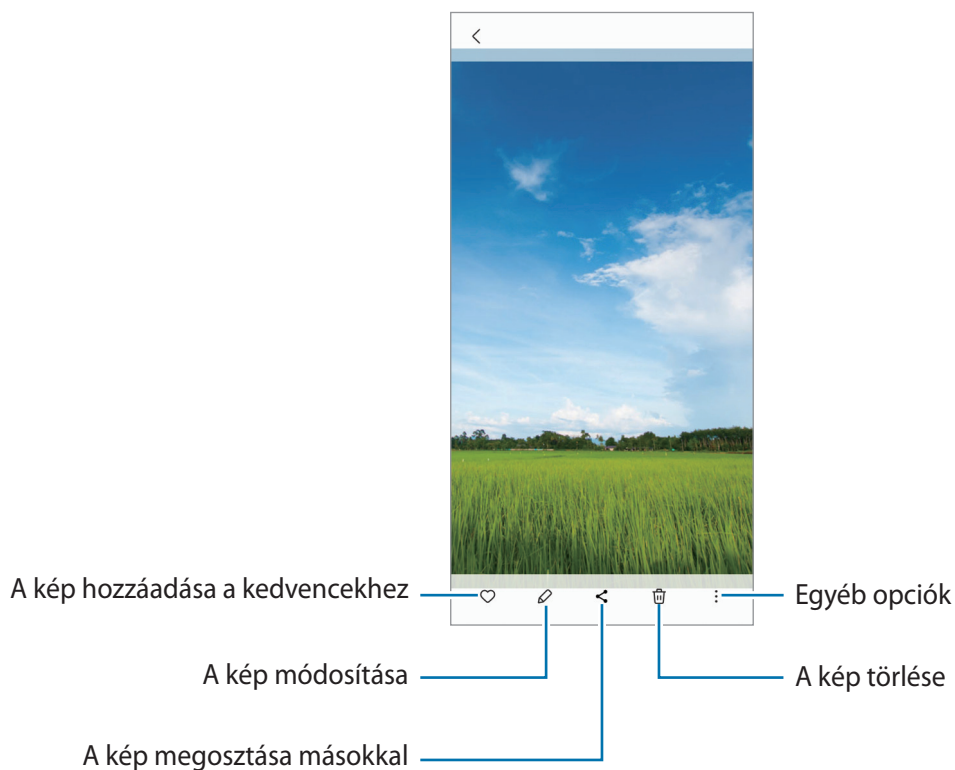 A kép hozzáadása a kedvencekhez
Egyéb opciók
A kép módosítása
A kép törlése
A kép megosztása másokkal